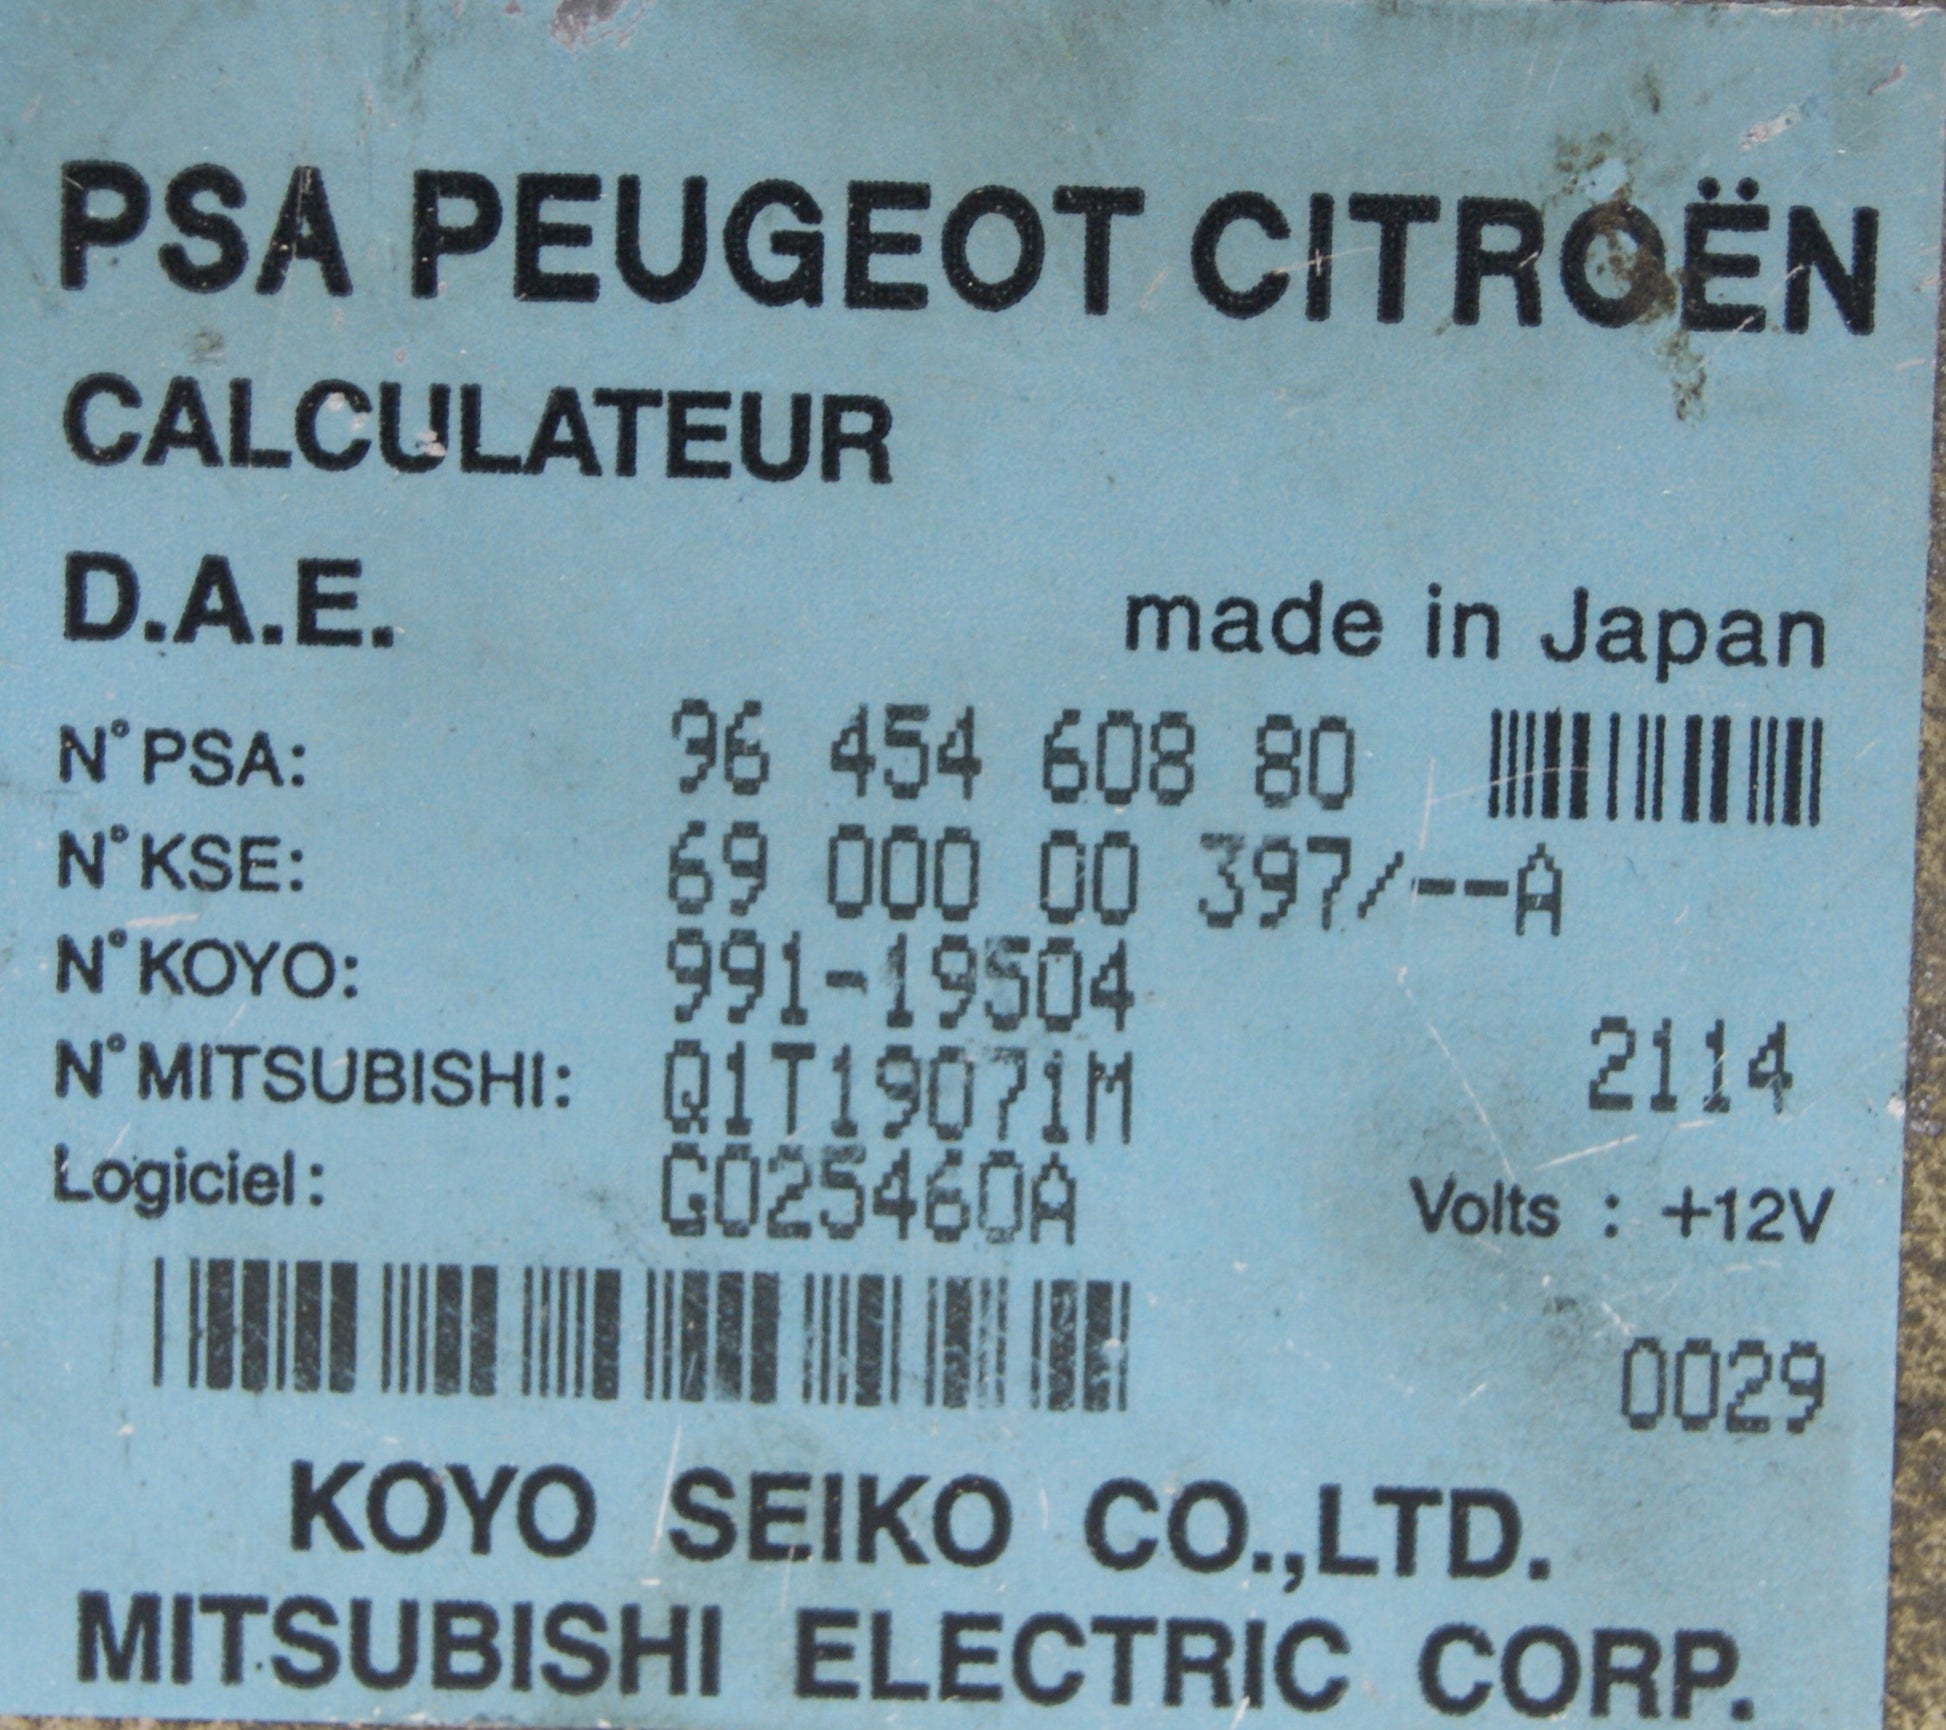 PSA PEUGEOT CITROËN
CALCULATEUR
D.A.E. made in Japan
N° PSA: 96 454 608 80
N° KSE: 69 000 00 397/--A
N° KOYO: 991-19504
N° MITSUBISHI: Q1T19071M 2114
Logiciel: G025460A Volts : +12V
0029
KOYO SEIKO CO.,LTD.
MITSUBISHI ELECTRIC CORP.